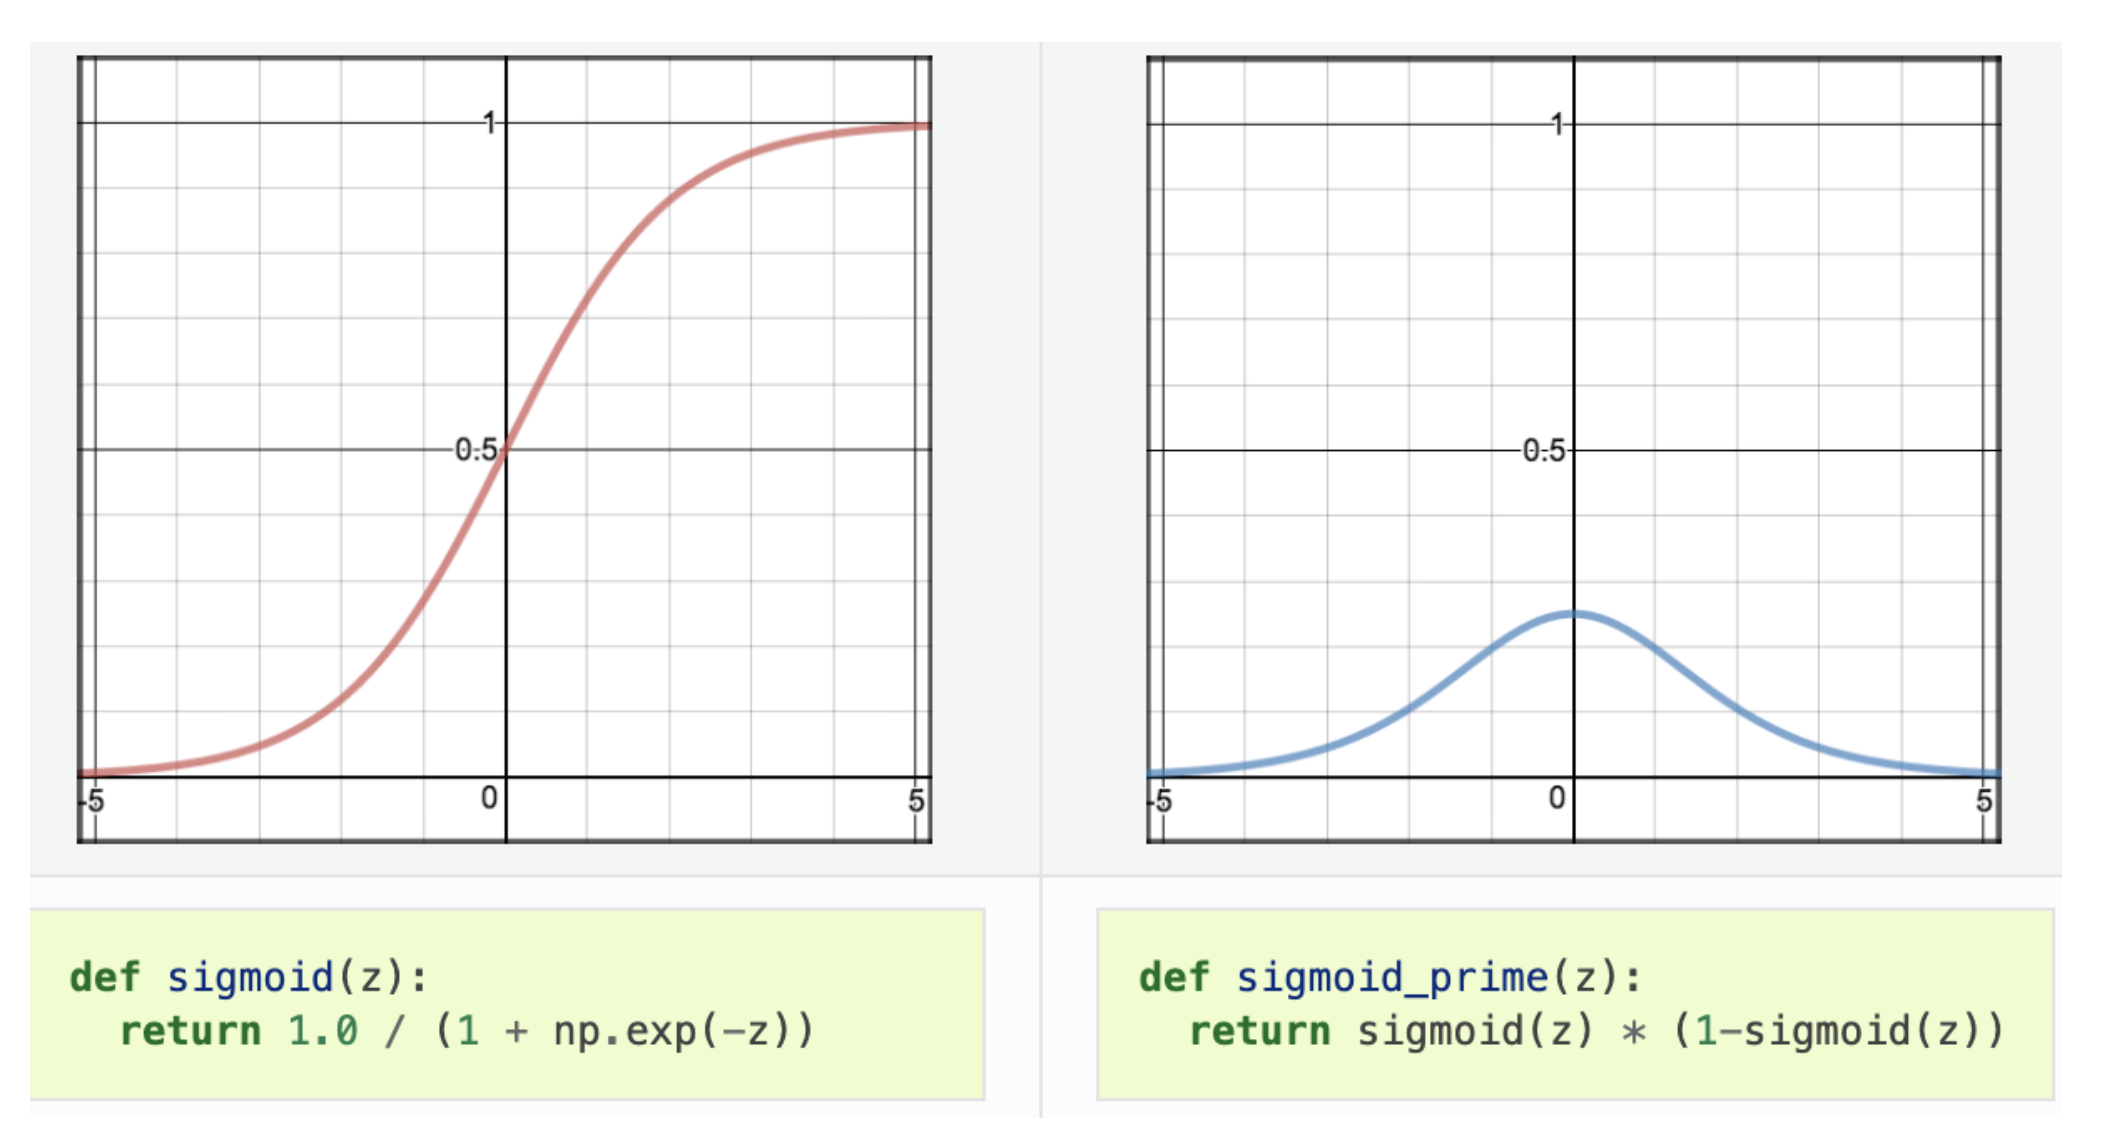 1
0.5
-5 0 5
1
0.5
-5 0 5
def sigmoid(z):
  return 1.0 / (1 + np.exp(-z))
def sigmoid_prime(z):
  return sigmoid(z) * (1-sigmoid(z))